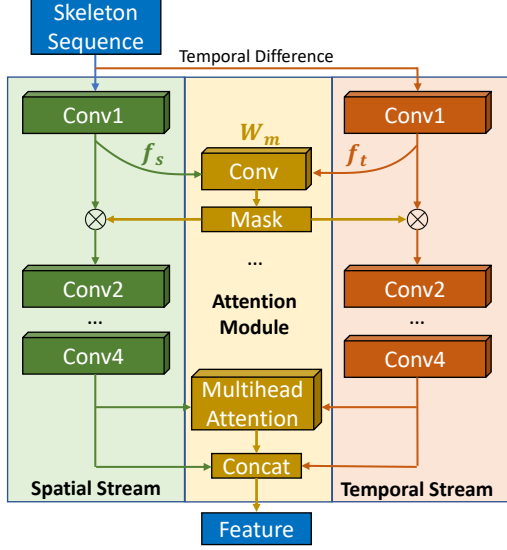 Skeleton
Sequence
Temporal Difference
Conv1
Conv1
W_m
f_s
f_t
Conv
Mask
...
Conv2
Conv2
Attention
Module
...
...
Conv4
Conv4
Multihead
Attention
Concat
Spatial Stream
Temporal Stream
Feature